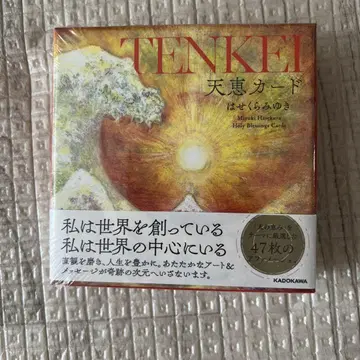 TENKEI
天恵カード
はせくらみゆき
Miyuki Hasekura
Holy Blessings Cards
私は世界を創っている
私は世界の中心にいる
直観を磨き、人生を豊かに。あたたかなアート&
メッセージが奇跡の次元へいざないます。
47枚の
KADOKAWA